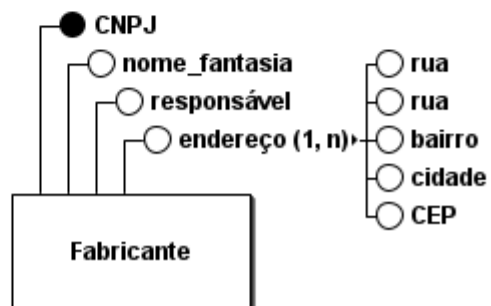 CNPJ
nome_fantasia
responsável
endereço (1, n)
rua
rua
bairro
cidade
CEP
Fabricante